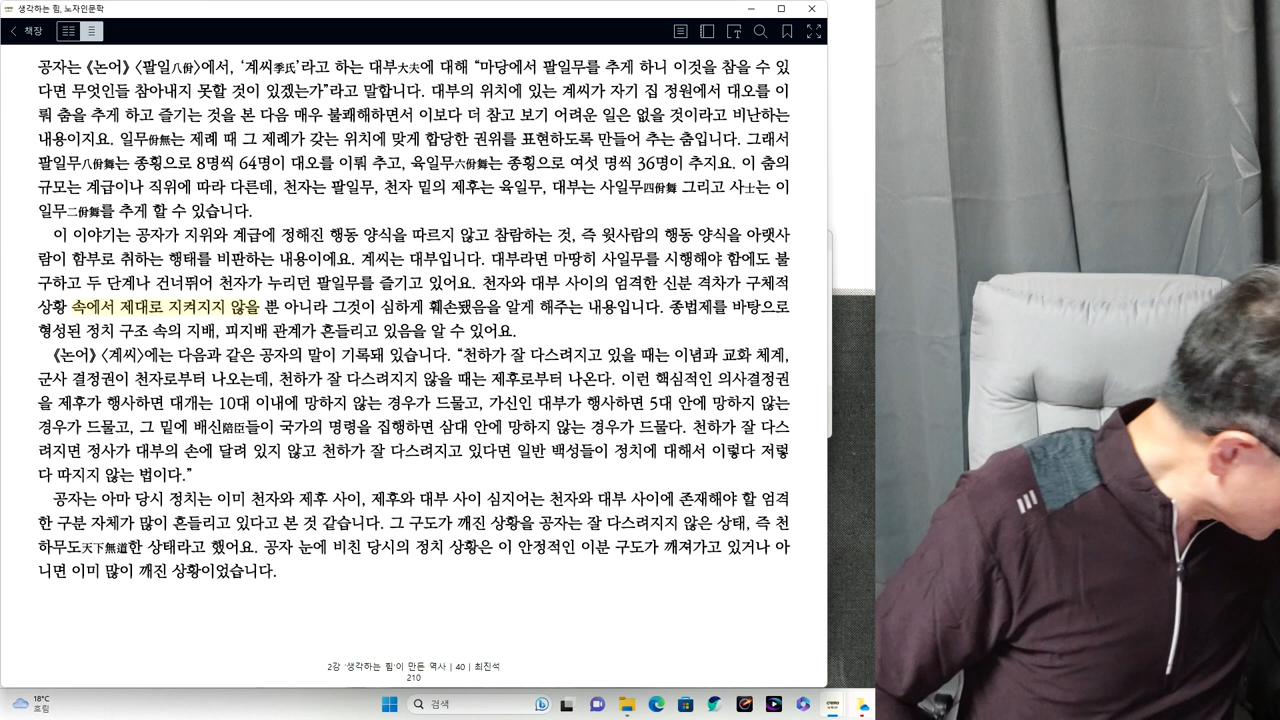 생각하는 힘, 노자인문학
책장
공자는 《논어》 〈팔일八佾〉에서, ‘계씨季氏’라고 하는 대부大夫에 대해 “마당에서 팔일무를 추게 하니 이것을 참을 수 있
다면 무엇인들 참아내지 못할 것이 있겠는가”라고 말합니다. 대부의 위치에 있는 계씨가 자기 집 정원에서 대오를 이
뤄 춤을 추게 하고 즐기는 것을 본 다음 매우 불쾌해하면서 이보다 더 참고 보기 어려운 일은 없을 것이라고 비난하는
내용이지요. 일무佾無는 제례 때 그 제례가 갖는 위치에 맞게 합당한 권위를 표현하도록 만들어 추는 춤입니다. 그래서
팔일무八佾舞는 종횡으로 8명씩 64명이 대오를 이뤄 추고, 육일무六佾舞는 종횡으로 여섯 명씩 36명이 추지요. 이 춤의
규모는 계급이나 직위에 따라 다른데, 천자는 팔일무, 천자 밑의 제후는 육일무, 대부는 사일무四佾舞 그리고 사士는 이
일무二佾舞를 추게 할 수 있습니다.
이 이야기는 공자가 지위와 계급에 정해진 행동 양식을 따르지 않고 참람하는 것, 즉 윗사람의 행동 양식을 아랫사
람이 함부로 취하는 행태를 비판하는 내용이에요. 계씨는 대부입니다. 대부라면 마땅히 사일무를 시행해야 함에도 불
구하고 두 단계나 건너뛰어 천자가 누리던 팔일무를 즐기고 있어요. 천자와 대부 사이의 엄격한 신분 격차가 구체적
상황 속에서 제대로 지켜지지 않을 뿐 아니라 그것이 심하게 훼손됐음을 알게 해주는 내용입니다. 종법제를 바탕으로
형성된 정치 구조 속의 지배, 피지배 관계가 흔들리고 있음을 알 수 있어요.
《논어》 〈계씨〉에는 다음과 같은 공자의 말이 기록돼 있습니다. “천하가 잘 다스려지고 있을 때는 이념과 교화 체계,
군사 결정권이 천자로부터 나오는데, 천하가 잘 다스려지지 않을 때는 제후로부터 나온다. 이런 핵심적인 의사결정권
을 제후가 행사하면 대개는 10대 이내에 망하지 않는 경우가 드물고, 가신인 대부가 행사하면 5대 안에 망하지 않는
경우가 드물고, 그 밑에 배신陪臣들이 국가의 명령을 집행하면 삼대 안에 망하지 않는 경우가 드물다. 천하가 잘 다스
려지면 정사가 대부의 손에 달려 있지 않고 천하가 잘 다스려지고 있다면 일반 백성들이 정치에 대해서 이렇다 저렇
다 따지지 않는 법이다.”
공자는 아마 당시 정치는 이미 천자와 제후 사이, 제후와 대부 사이 심지어는 천자와 대부 사이에 존재해야 할 엄격
한 구분 자체가 많이 흔들리고 있다고 본 것 같습니다. 그 구도가 깨진 상황을 공자는 잘 다스려지지 않은 상태, 즉 천
하무도天下無道한 상태라고 했어요. 공자 눈에 비친 당시의 정치 상황은 이 안정적인 이분 구도가 깨져가고 있거나 아
니면 이미 많이 깨진 상황이었습니다.
2강 '생각하는 힘'이 만든 역사 | 40 | 최진석
210
18°C
흐림
검색